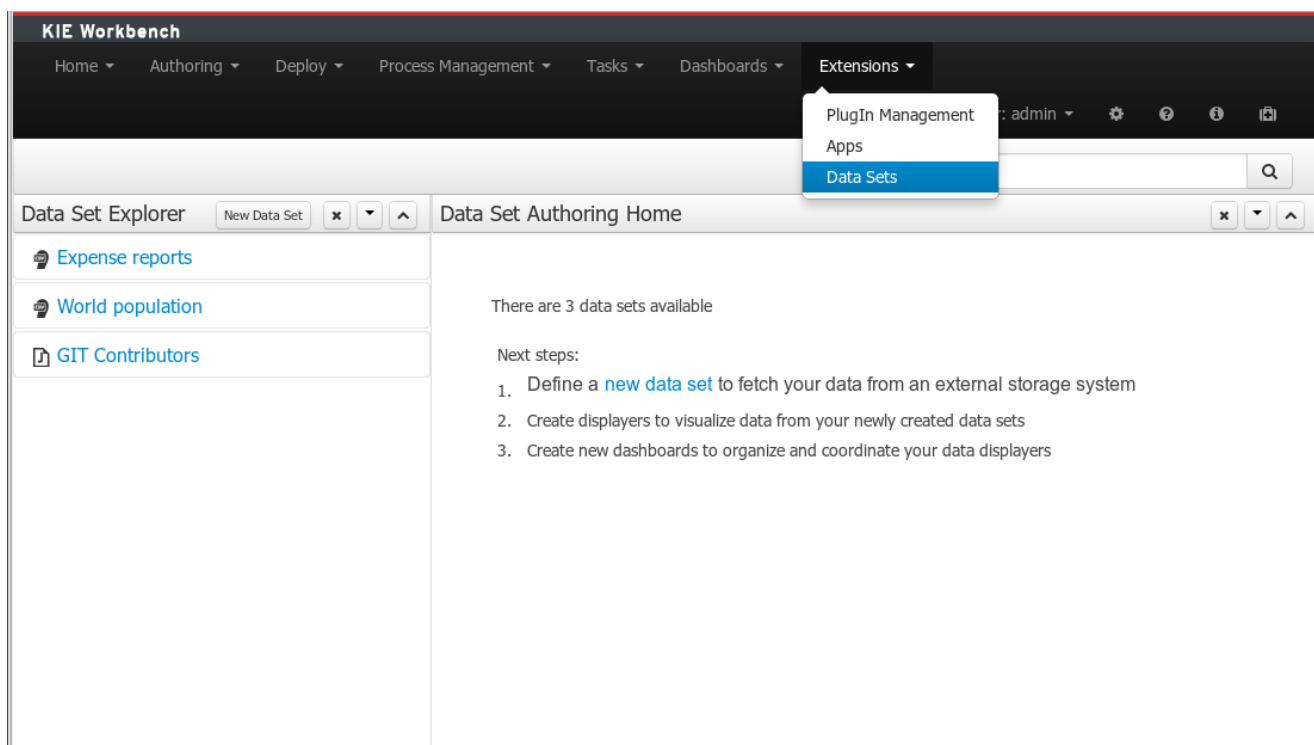 KIE Workbench
Home Authoring Deploy Process Management Tasks Dashboards Extensions
PlugIn Management
: admin
Apps
Data Sets
Data Set Explorer New Data Set Data Set Authoring Home
Expense reports
World population
GIT Contributors
There are 3 data sets available
Next steps:
1. Define a new data set to fetch your data from an external storage system
2. Create displayers to visualize data from your newly created data sets
3. Create new dashboards to organize and coordinate your data displayers